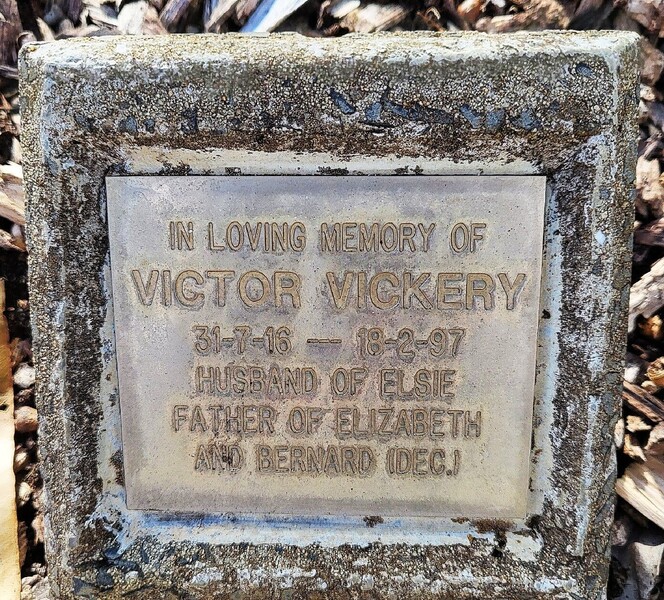 IN LOVING MEMORY OF
VICTOR VICKERY
31-7-16 — 18-2-97
HUSBAND OF ELSIE
FATHER OF ELIZABETH
AND BERNARD (DEC.)